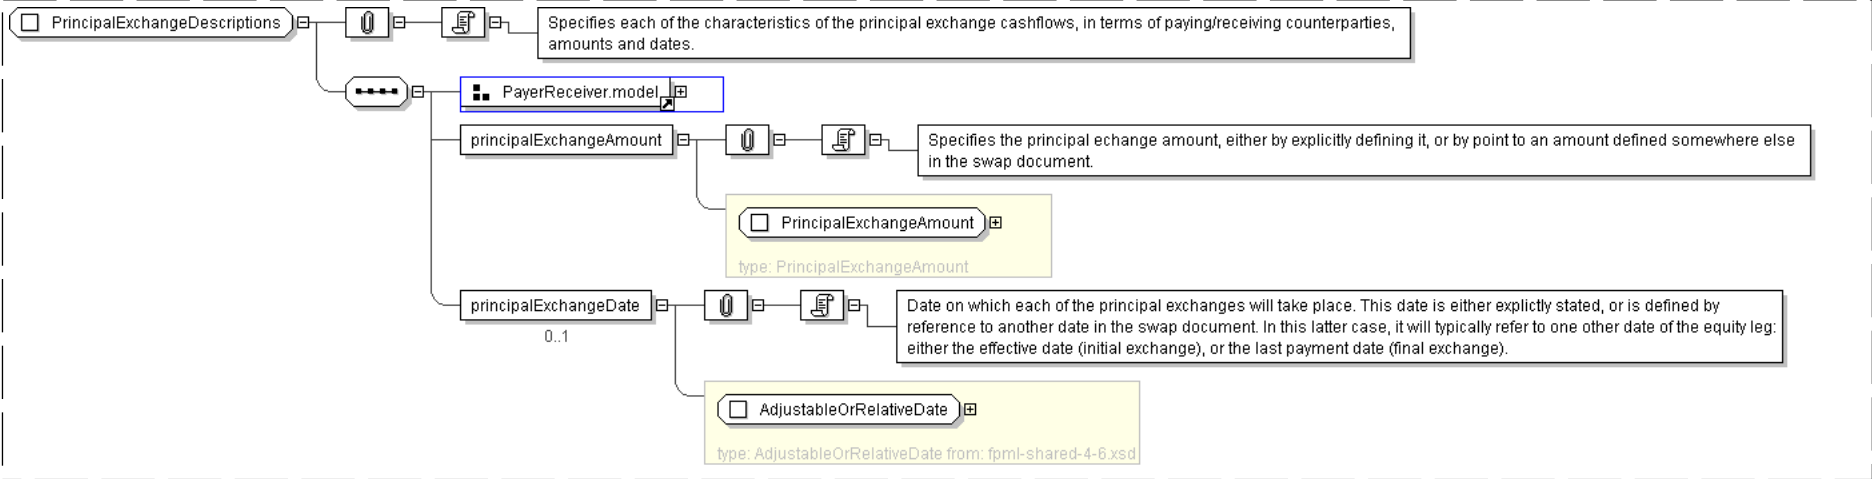 PrincipalExchangeDescriptions
Specifies each of the characteristics of the principal exchange cashflows, in terms of paying/receiving counterparties,
amounts and dates.
PayerReceiver.model
principalExchangeAmount
Specifies the principal echange amount, either by explicitly defining it, or by point to an amount defined somewhere else
in the swap document.
PrincipalExchangeAmount
type: PrincipalExchangeAmount
principalExchangeDate
0..1
Date on which each of the principal exchanges will take place. This date is either explictly stated, or is defined by
reference to another date in the swap document. In this latter case, it will typically refer to one other date of the equity leg:
either the effective date (initial exchange), or the last payment date (final exchange).
AdjustableOrRelativeDate
type: AdjustableOrRelativeDate from: fpml-shared-4-6.xsd